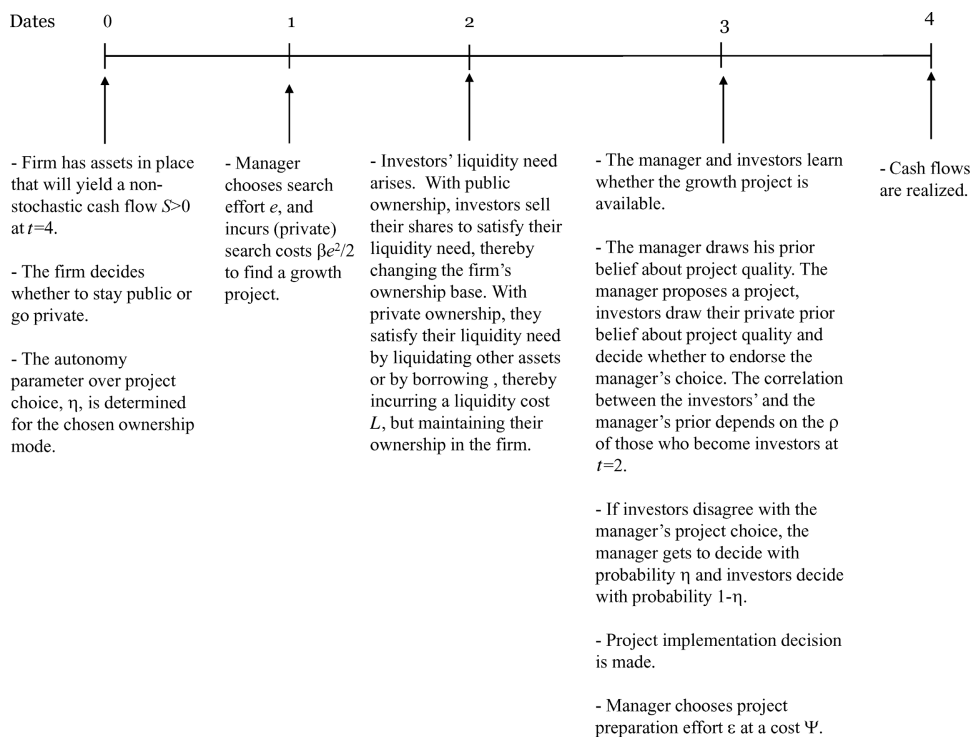 Dates 0 1 2 3 4
- Firm has assets in place
that will yield a non-
stochastic cash flow S>0
at t=4.
- The firm decides
whether to stay public or
go private.
- The autonomy
parameter over project
choice, η, is determined
for the chosen ownership
mode.
- Manager
chooses search
effort e, and
incurs (private)
search costs βe²/2
to find a growth
project.
- Investors’ liquidity need
arises. With public
ownership, investors sell
their shares to satisfy their
liquidity need, thereby
changing the firm’s
ownership base. With
private ownership, they
satisfy their liquidity need
by liquidating other assets
or by borrowing , thereby
incurring a liquidity cost
L, but maintaining their
ownership in the firm.
- The manager and investors learn
whether the growth project is
available.
- The manager draws his prior
belief about project quality. The
manager proposes a project,
investors draw their private prior
belief about project quality and
decide whether to endorse the
manager’s choice. The correlation
between the investors’ and the
manager’s prior depends on the ρ
of those who become investors at
t=2.
- If investors disagree with the
manager’s project choice, the
manager gets to decide with
probability η and investors decide
with probability 1-η.
- Project implementation decision
is made.
- Manager chooses project
preparation effort ε at a cost Ψ.
- Cash flows
are realized.